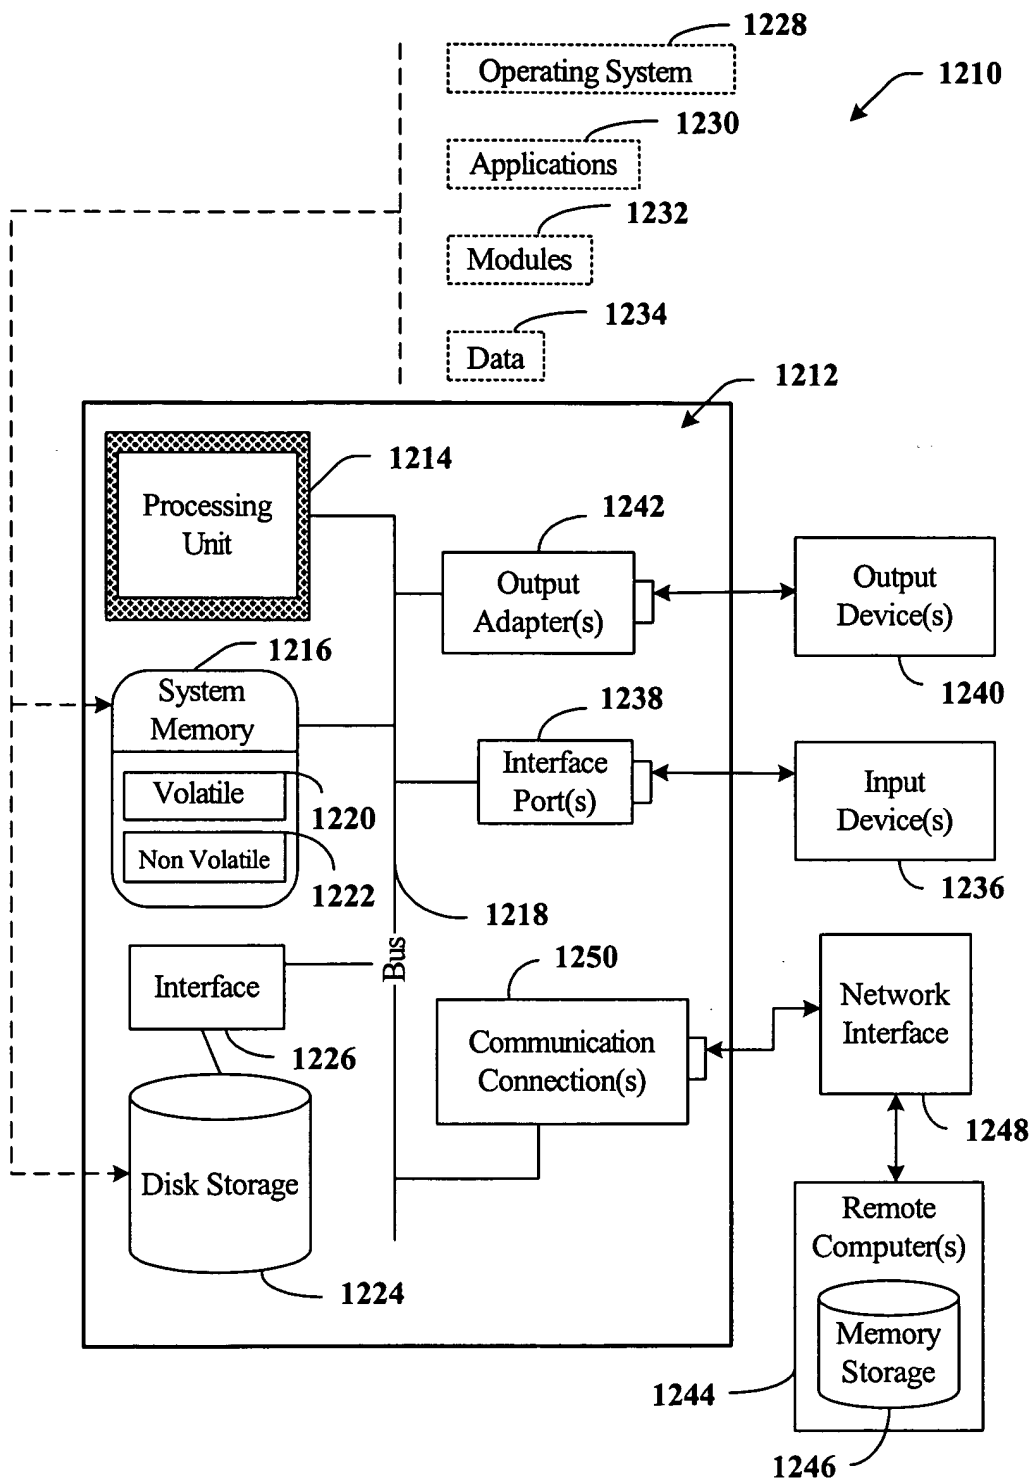 1228
Operating System
1210
1230
Applications
1232
Modules
1234
Data
1212
1214
Processing
Unit
1242
Output
Adapter(s)
Output
Device(s)
1240
1216
System
Memory
1238
Interface
Port(s)
Input
Device(s)
1236
Volatile
1220
Non Volatile
1222
1218
Bus
Interface
1226
1250
Communication
Connection(s)
Network
Interface
1248
Disk Storage
1224
Remote
Computer(s)
Memory
Storage
1244
1246